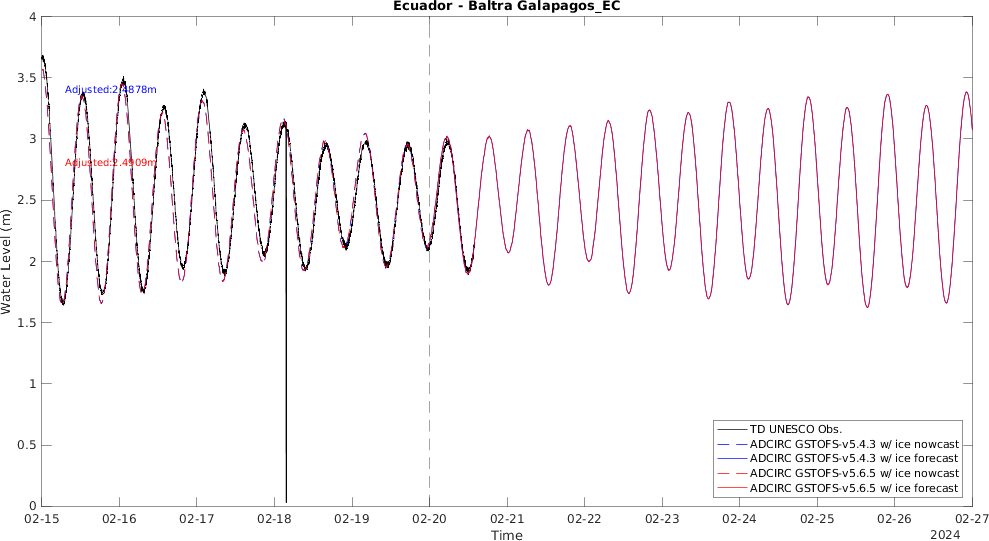 Ecuador - Baltra Galapagos_EC
4
3.5
3
2.5
2
1.5
1
0.5
0
Water Level (m)
Adjusted:2.4878m
Adjusted:2.4909m
TD UNESCO Obs.
ADCIRC GSTOFS-v5.4.3 w/ ice nowcast
ADCIRC GSTOFS-v5.4.3 w/ ice forecast
ADCIRC GSTOFS-v5.6.5 w/ ice nowcast
ADCIRC GSTOFS-v5.6.5 w/ ice forecast
02-15 02-16 02-17 02-18 02-19 02-20 02-21 02-22 02-23 02-24 02-25 02-26 02-27
Time
2024